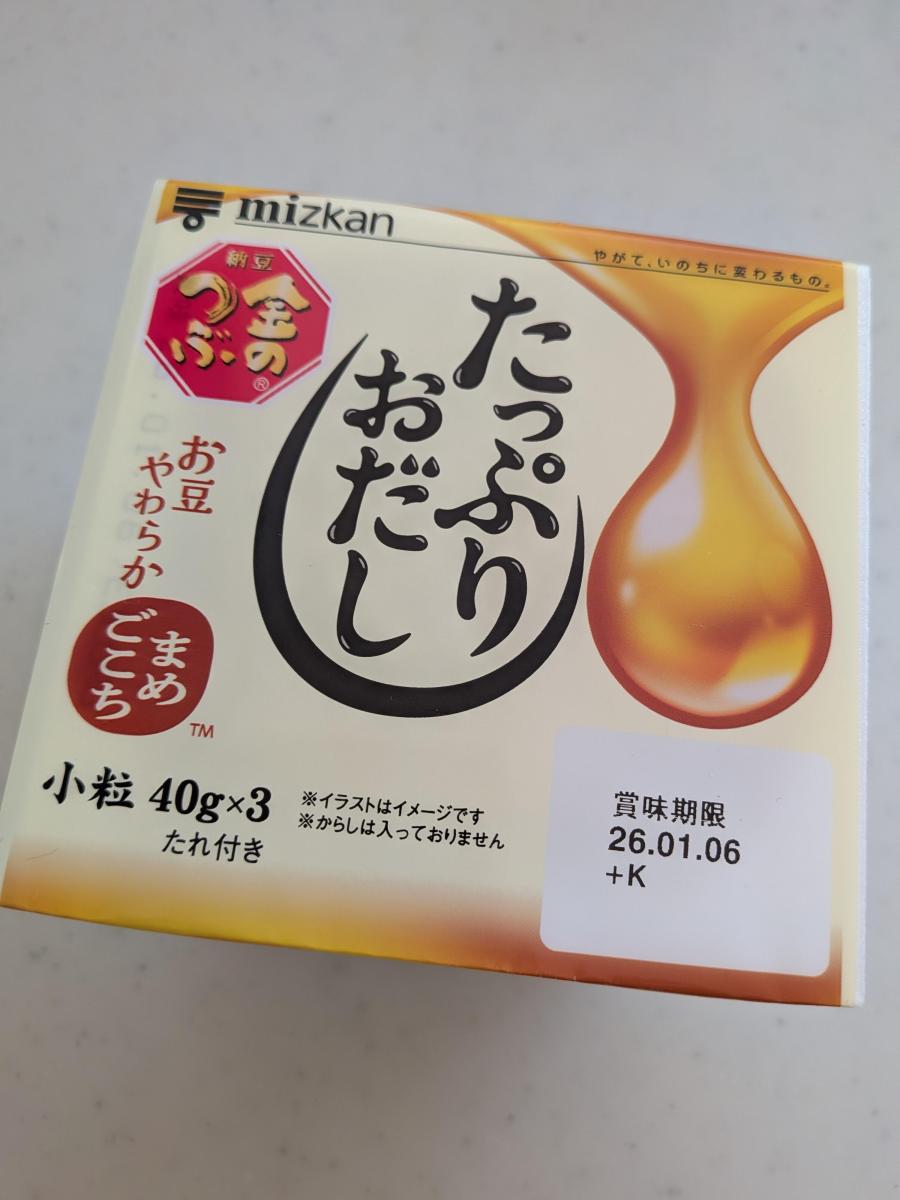 mizkan
やがて、いのちに変わるもの。
納豆
金の
つぶ®
たっぷり
おだし
お豆
やわらか
まめ
ごこち
TM
小粒 40g×3
たれ付き
※イラストはイメージです
※からしは入っておりません
賞味期限
26.01.06
+K